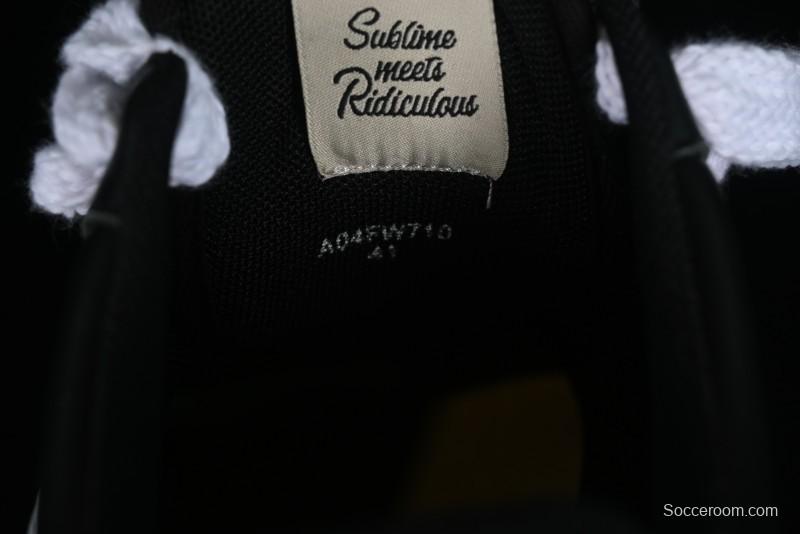 Sublime
meets
Ridiculous
A04FW710
41
Socceroom.com